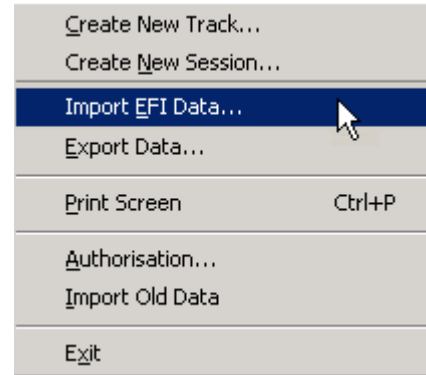 Create New Track...
Create New Session...
Import EFI Data...
Export Data...
Print Screen Ctrl+P
Authorisation...
Import Old Data
Exit